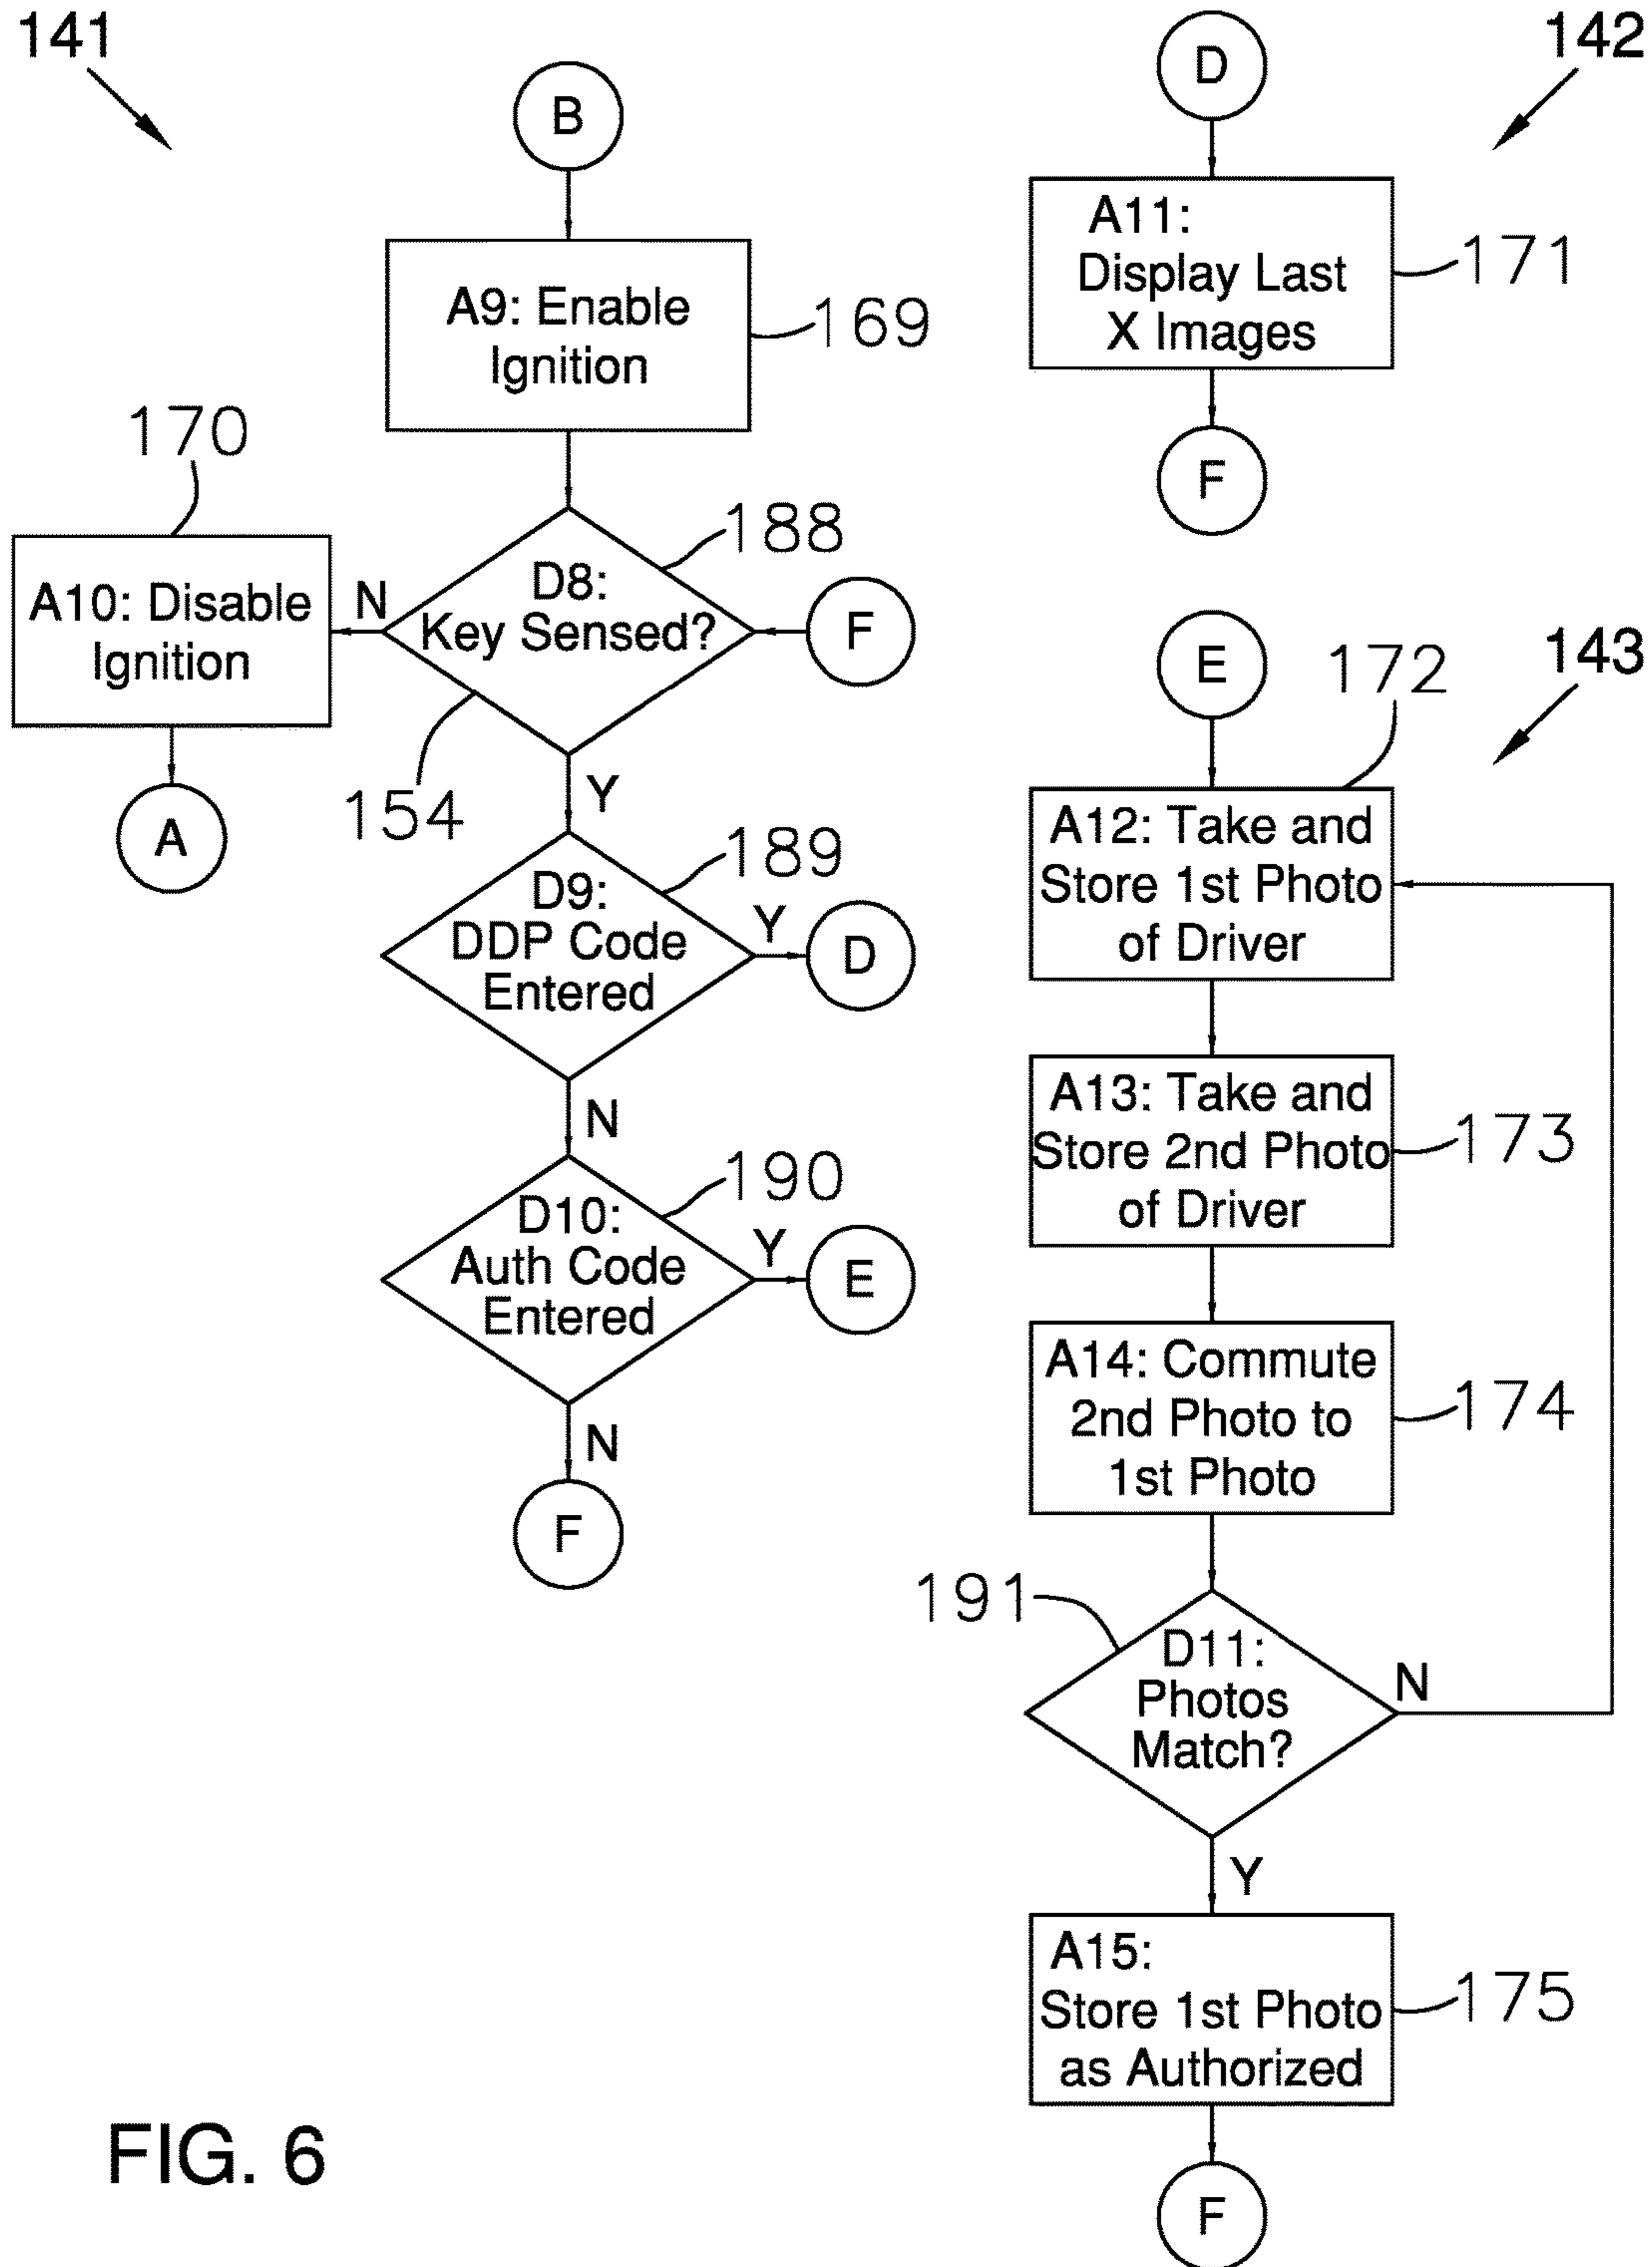 141
B
A9: Enable
Ignition
169
170
A10: Disable
Ignition
N
D8:
Key Sensed?
188
F
154
A
Y
D9:
DDP Code
Entered
189
Y
D
N
D10:
Auth Code
Entered
190
Y
E
N
F
142
D
A11:
Display Last
X Images
171
F
143
E
172
A12: Take and
Store 1st Photo
of Driver
A13: Take and
Store 2nd Photo
of Driver
173
A14: Commute
2nd Photo to
1st Photo
174
191
D11:
Photos
Match?
N
Y
A15:
Store 1st Photo
as Authorized
175
F
FIG. 6